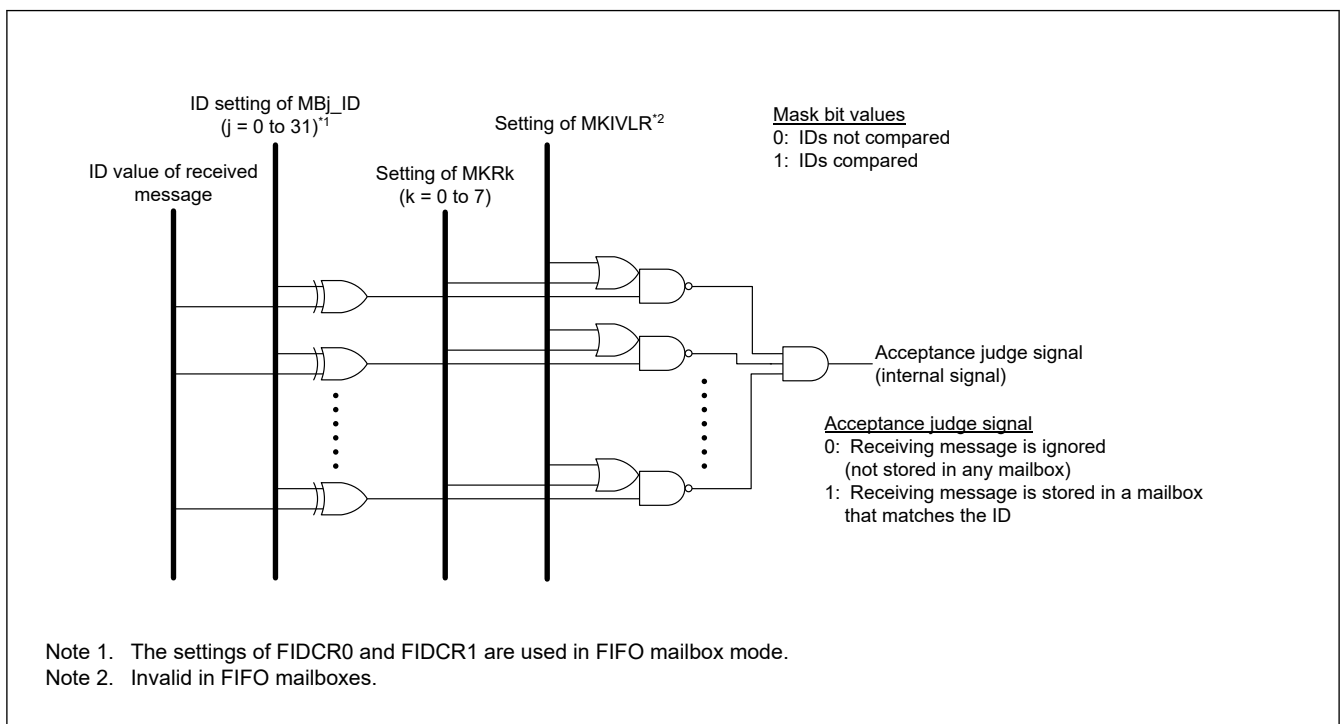 ID setting of MBj_ID
(j = 0 to 31)*1
Setting of MKIVLR*2
Mask bit values
0: IDs not compared
1: IDs compared
ID value of received
message
Setting of MKRk
(k = 0 to 7)
Acceptance judge signal
(internal signal)
Acceptance judge signal
0: Receiving message is ignored
(not stored in any mailbox)
1: Receiving message is stored in a mailbox
that matches the ID
Note 1. The settings of FIDCR0 and FIDCR1 are used in FIFO mailbox mode.
Note 2. Invalid in FIFO mailboxes.